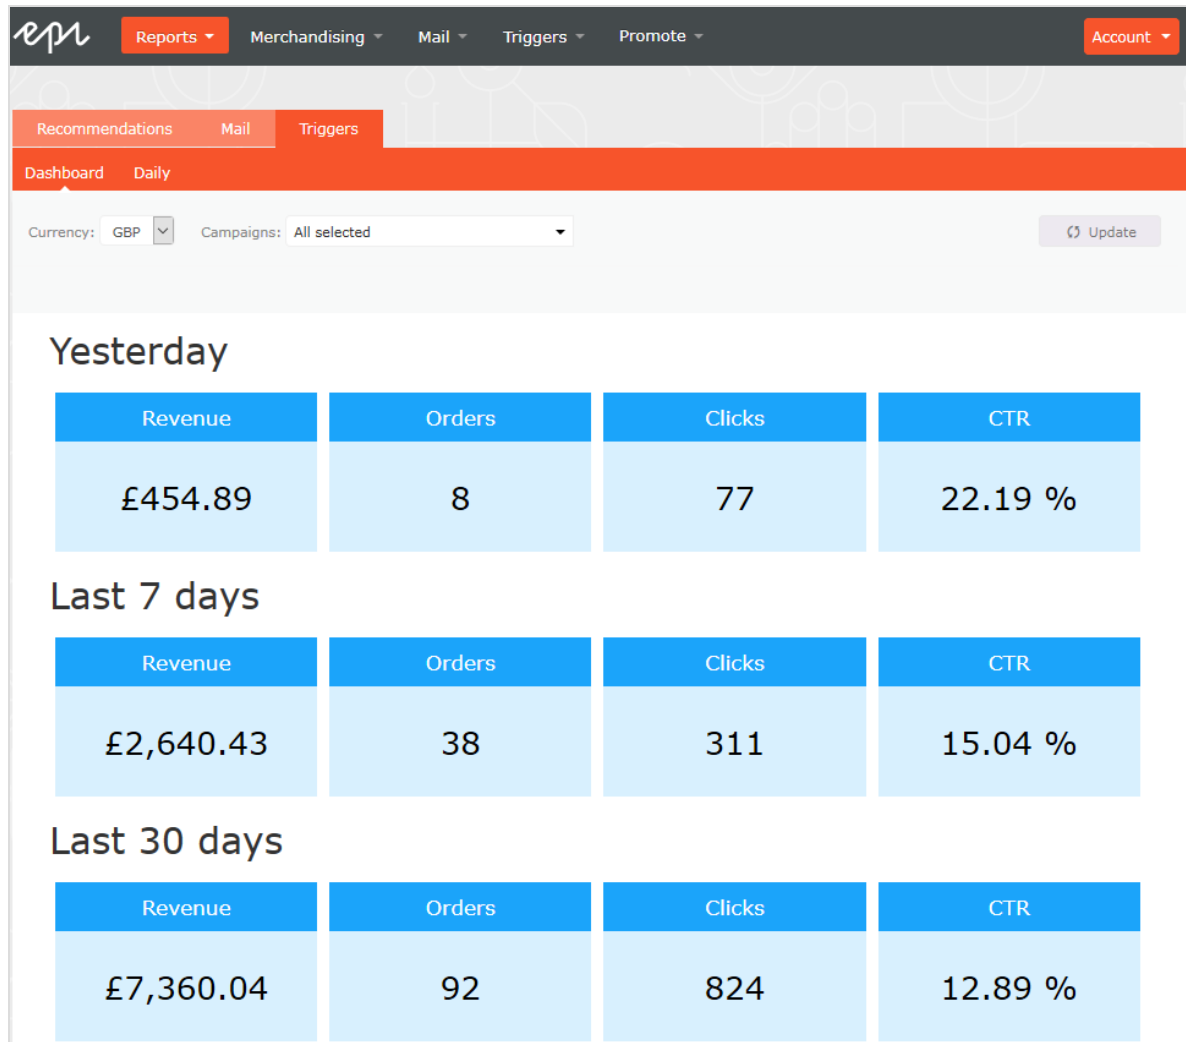 epi Reports Merchandising Mail Triggers Promote Account
Recommendations Mail Triggers
Dashboard Daily
Currency: GBP Campaigns: All selected Update
Yesterday
Revenue Orders Clicks CTR
£454.89 8 77 22.19 %
Last 7 days
Revenue Orders Clicks CTR
£2,640.43 38 311 15.04 %
Last 30 days
Revenue Orders Clicks CTR
£7,360.04 92 824 12.89 %